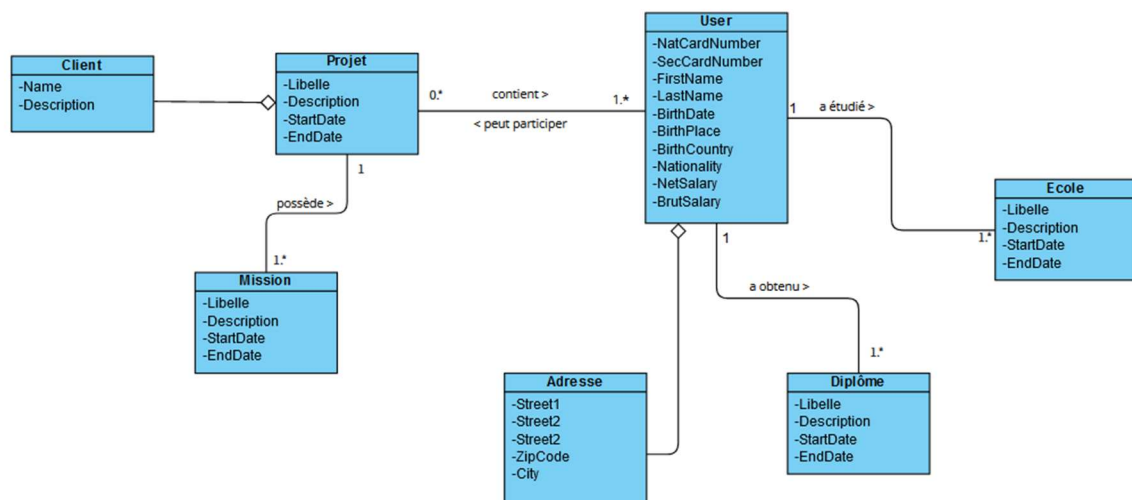 Client
-Name
-Description
Projet
-Libelle
-Description
-StartDate
-EndDate
0.*
contient >
1.*
< peut participer
User
-NatCardNumber
-SecCardNumber
-FirstName
-LastName
-BirthDate
-BirthPlace
-BirthCountry
-Nationality
-NetSalary
-BrutSalary
1
a étudié >
1.*
Ecole
-Libelle
-Description
-StartDate
-EndDate
1
possède >
1.*
Mission
-Libelle
-Description
-StartDate
-EndDate
1
a obtenu >
1.*
Adresse
-Street1
-Street2
-Street2
-ZipCode
-City
Diplôme
-Libelle
-Description
-StartDate
-EndDate